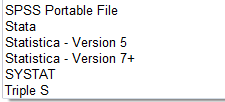 SPSS Portable File
Stata
Statistica - Version 5
Statistica - Version 7+
SYSTAT
Triple S